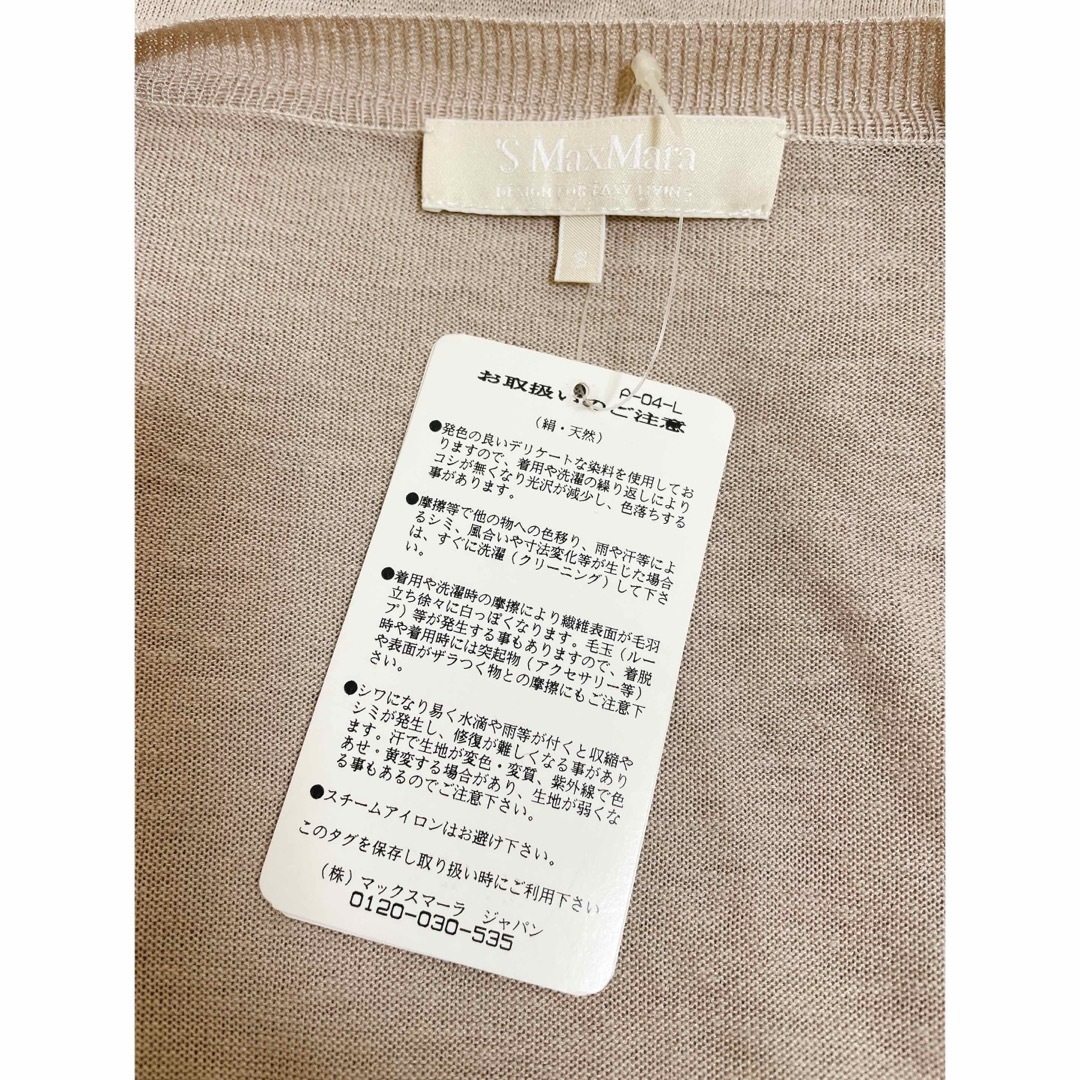 'S MaxMara
DESIGN FOR EASY LIVING
S
-04-L
お取扱いのご注意
(絹・天然)
●発色の良いデリケートな染料を使用してお
りますので、着用や洗濯の繰り返しにより
コシが無くなり光沢が減少し、色落ちする
事があります。
●摩擦等で他の物への色移り、雨や汗等によ
るシミ、風合いや寸法変化等が生じた場合
は、すぐに洗濯(クリーニング)して下さ
い。
●着用や洗濯時の摩擦により繊維表面が毛羽
立ち徐々に白っぽくなります。毛玉(ルー
プ)等が発生する事もありますので、着脱
時や着用時には突起物(アクセサリー等)
や表面がザラつく物との摩擦にもご注意下
さい。
●シワになり易く水滴や雨等が付くと収縮や
シミが発生し、修復が難しくなる事があり
ます。汗で生地が変色・変質、紫外線で色
あせ・黄変する場合があり、生地が弱くな
る事もあるのでご注意下さい。
●スチームアイロンはお避け下さい。
このタグを保存し取り扱い時にご利用下さい
(株)マックスマーラ ジャパン
0120-030-535